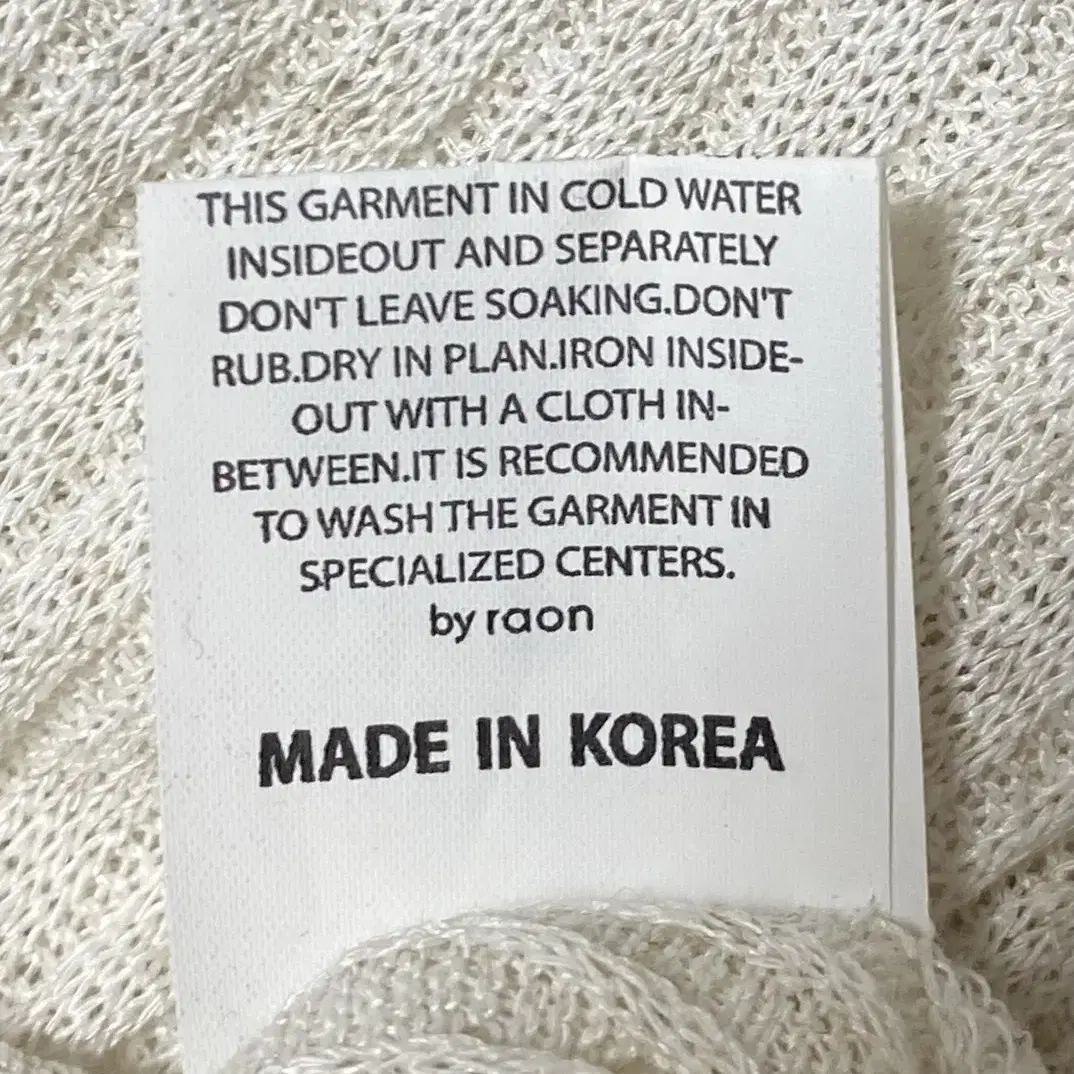 THIS GARMENT IN COLD WATER
INSIDEOUT AND SEPARATELY
DON'T LEAVE SOAKING.DON'T
RUB.DRY IN PLAN.IRON INSIDE-
OUT WITH A CLOTH IN-
BETWEEN.IT IS RECOMMENDED
TO WASH THE GARMENT IN
SPECIALIZED CENTERS.
by raon
MADE IN KOREA